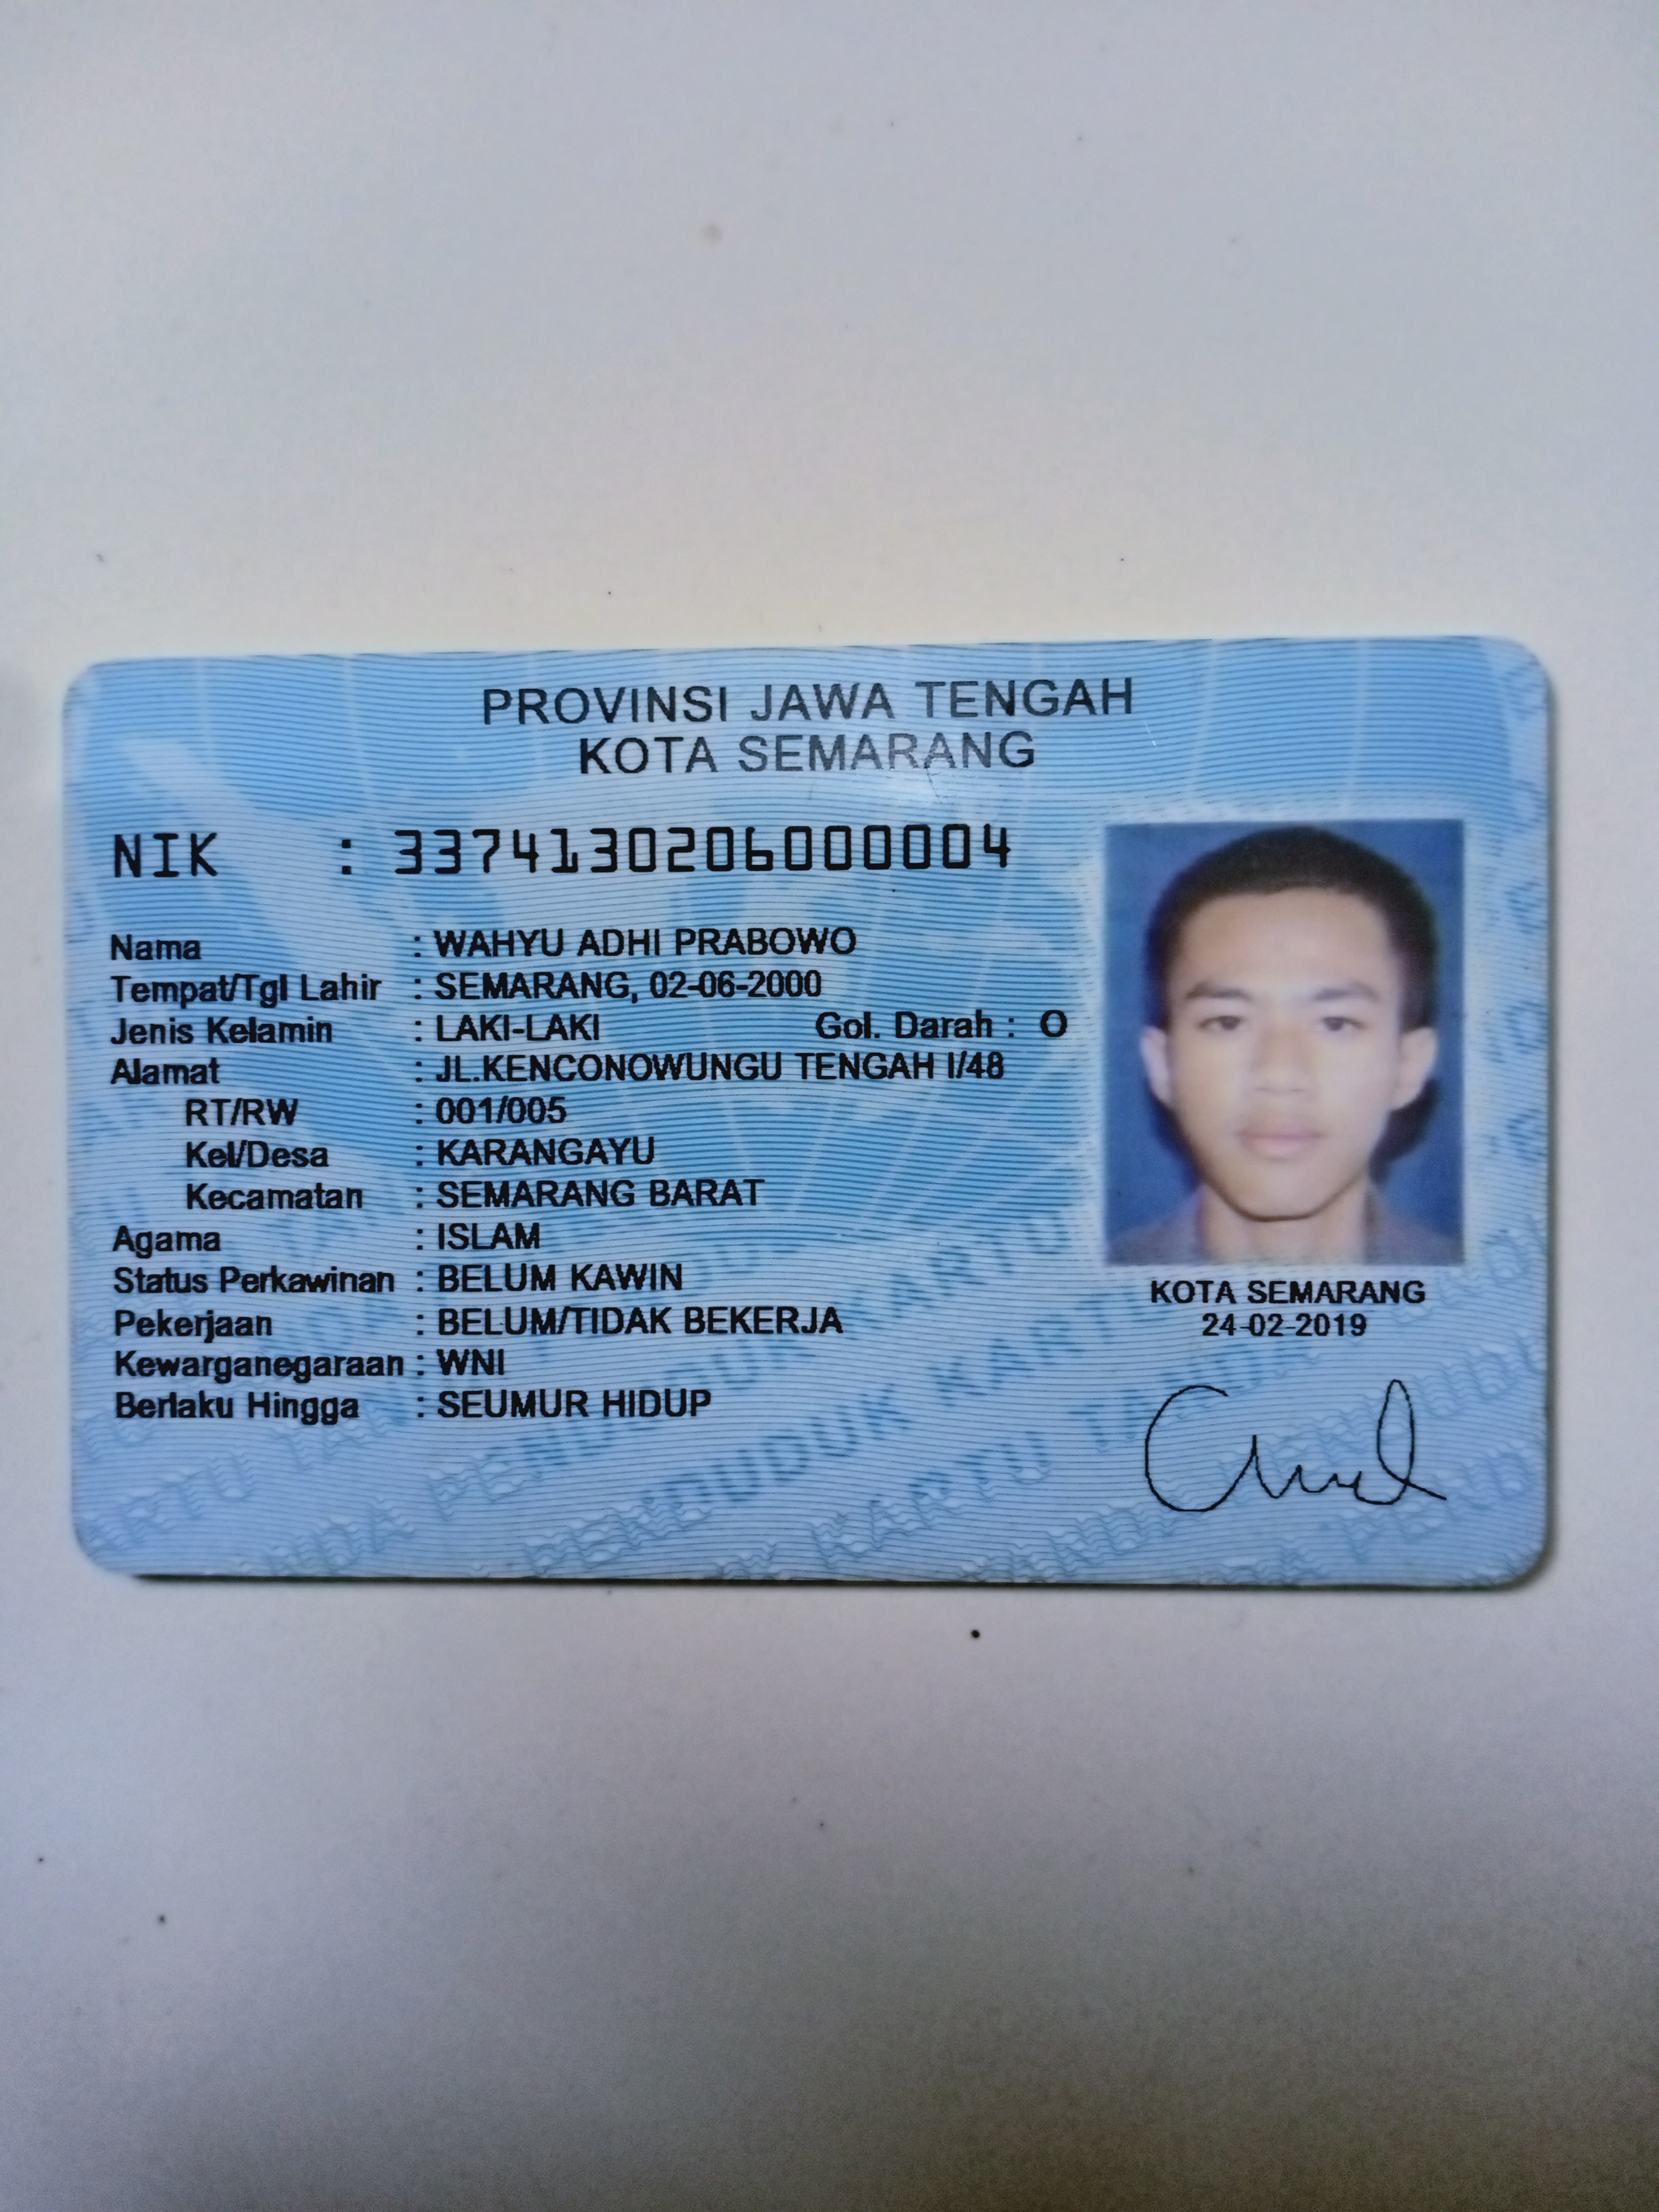 PROVINSI JAWA TENGAH
KOTA SEMARANG
NIK : 3374130206000004
Nama : WAHYU ADHI PRABOWO
Tempat/Tgl Lahir : SEMARANG, 02-06-2000
Jenis Kelamin : LAKI-LAKI Gol. Darah : O
Alamat : JL.KENCONOWUNGU TENGAH I/48
RT/RW : 001/005
Kel/Desa : KARANGAYU
Kecamatan : SEMARANG BARAT
Agama : ISLAM
Status Perkawinan : BELUM KAWIN
Pekerjaan : BELUM/TIDAK BEKERJA
Kewarganegaraan : WNI
Berlaku Hingga : SEUMUR HIDUP
KOTA SEMARANG
24-02-2019